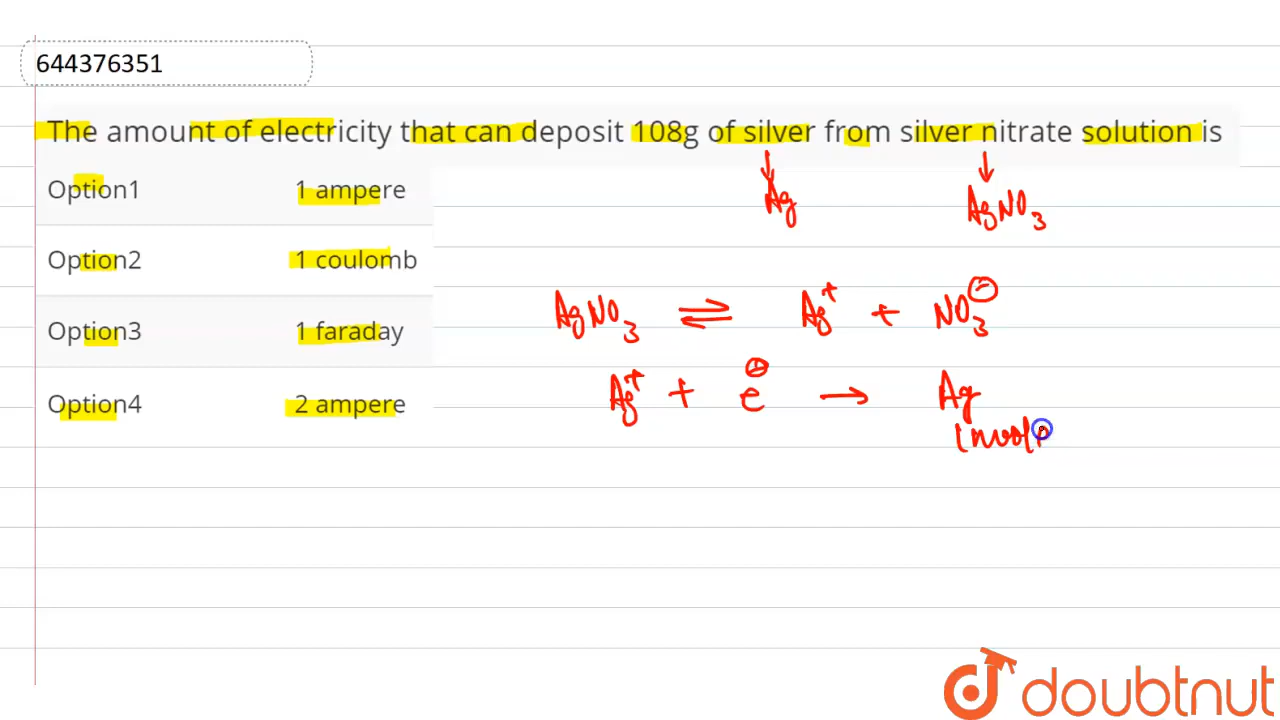 644376351
The amount of electricity that can deposit 108g of silver from silver nitrate solution is
Option1 1 ampere
Option2 1 coulomb
Option3 1 faraday
Option4 2 ampere
Ag AgNO3
AgNO3 ⇌ Ag+ + NO3⊖
Ag+ + e⊖ → Ag
doubtnut